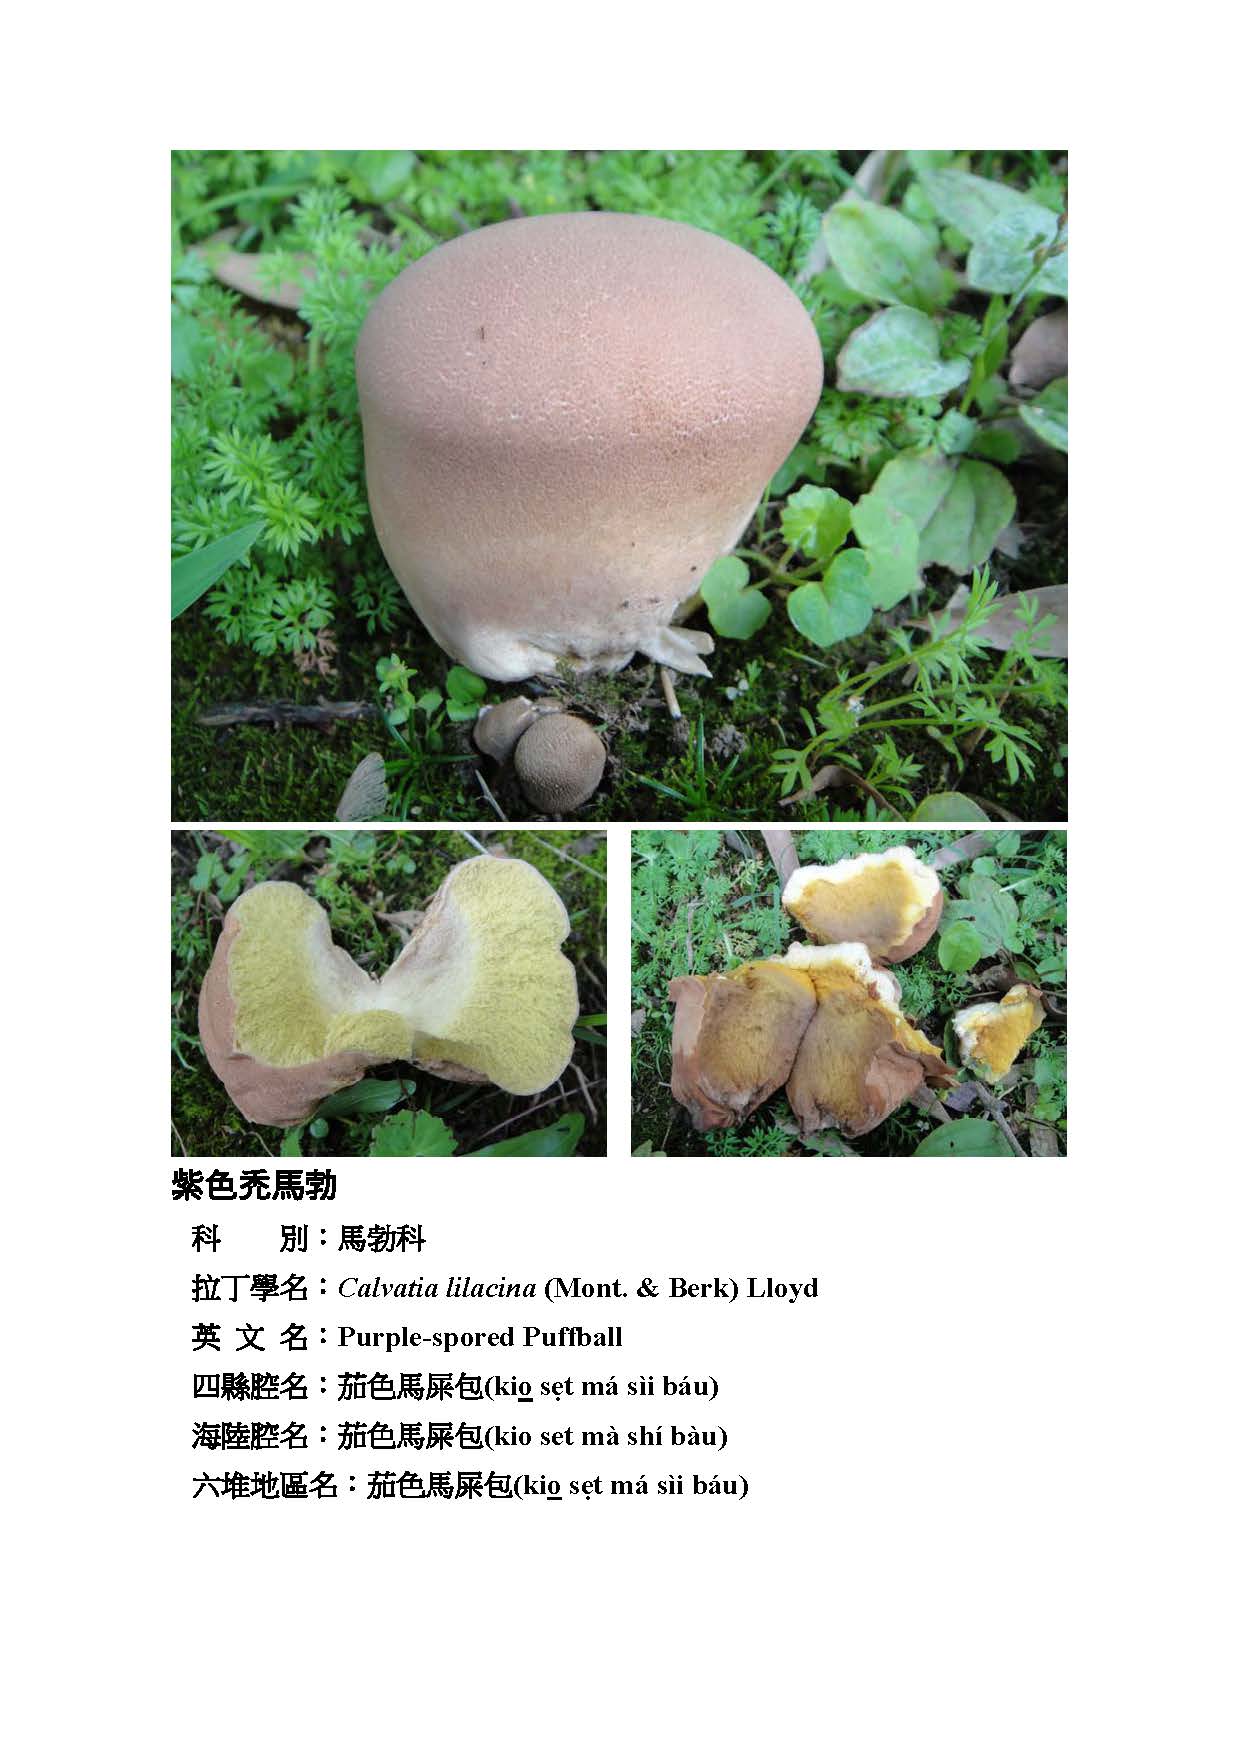 紫色禿馬勃
科　　別：馬勃科
拉丁學名：Calvatia lilacina (Mont. & Berk) Lloyd
英 文 名：Purple-spored Puffball
四縣腔名：茄色馬屎包(kio̲ sẹt má sìi báu)
海陸腔名：茄色馬屎包(kio set mà shí bàu)
六堆地區名：茄色馬屎包(kio̲ sẹt má sìi báu)